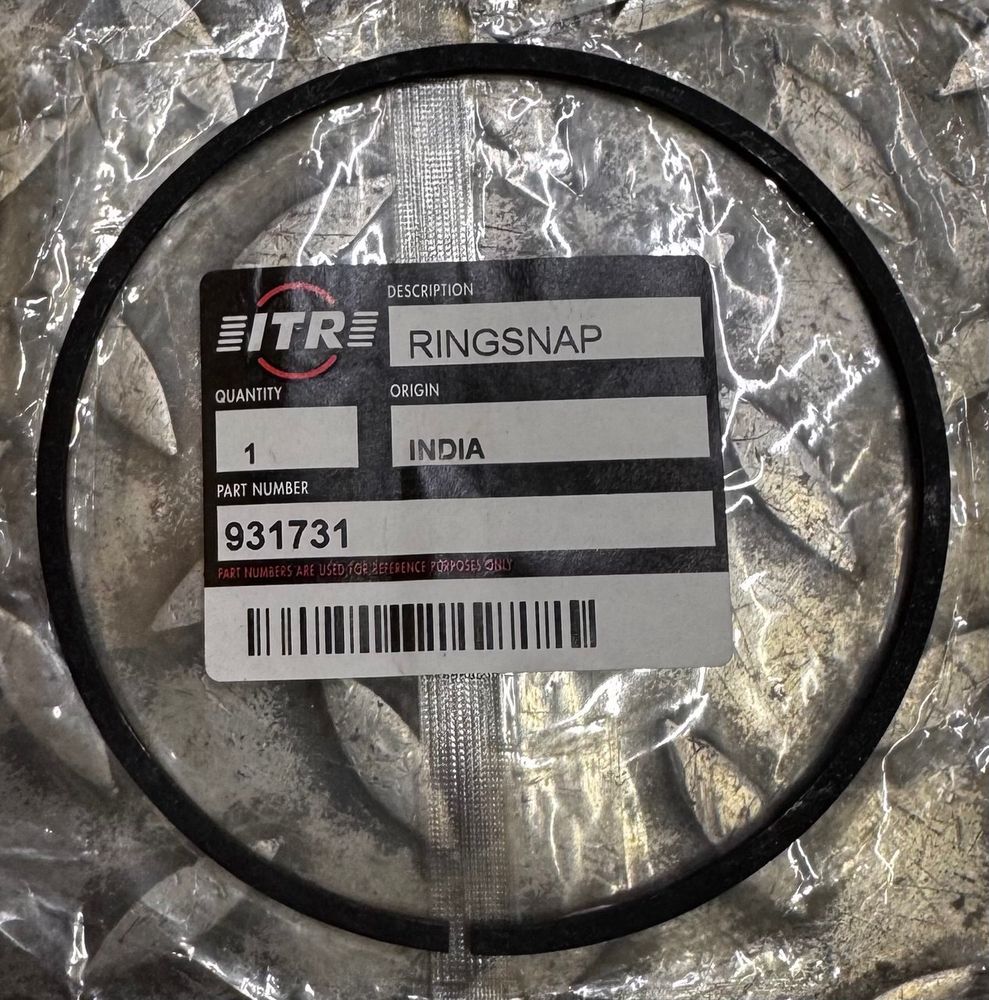 ITR
DESCRIPTION
RINGSNAP
QUANTITY
ORIGIN
1
INDIA
PART NUMBER
931731
PART NUMBERS ARE USED FOR REFERENCE PURPOSES ONLY